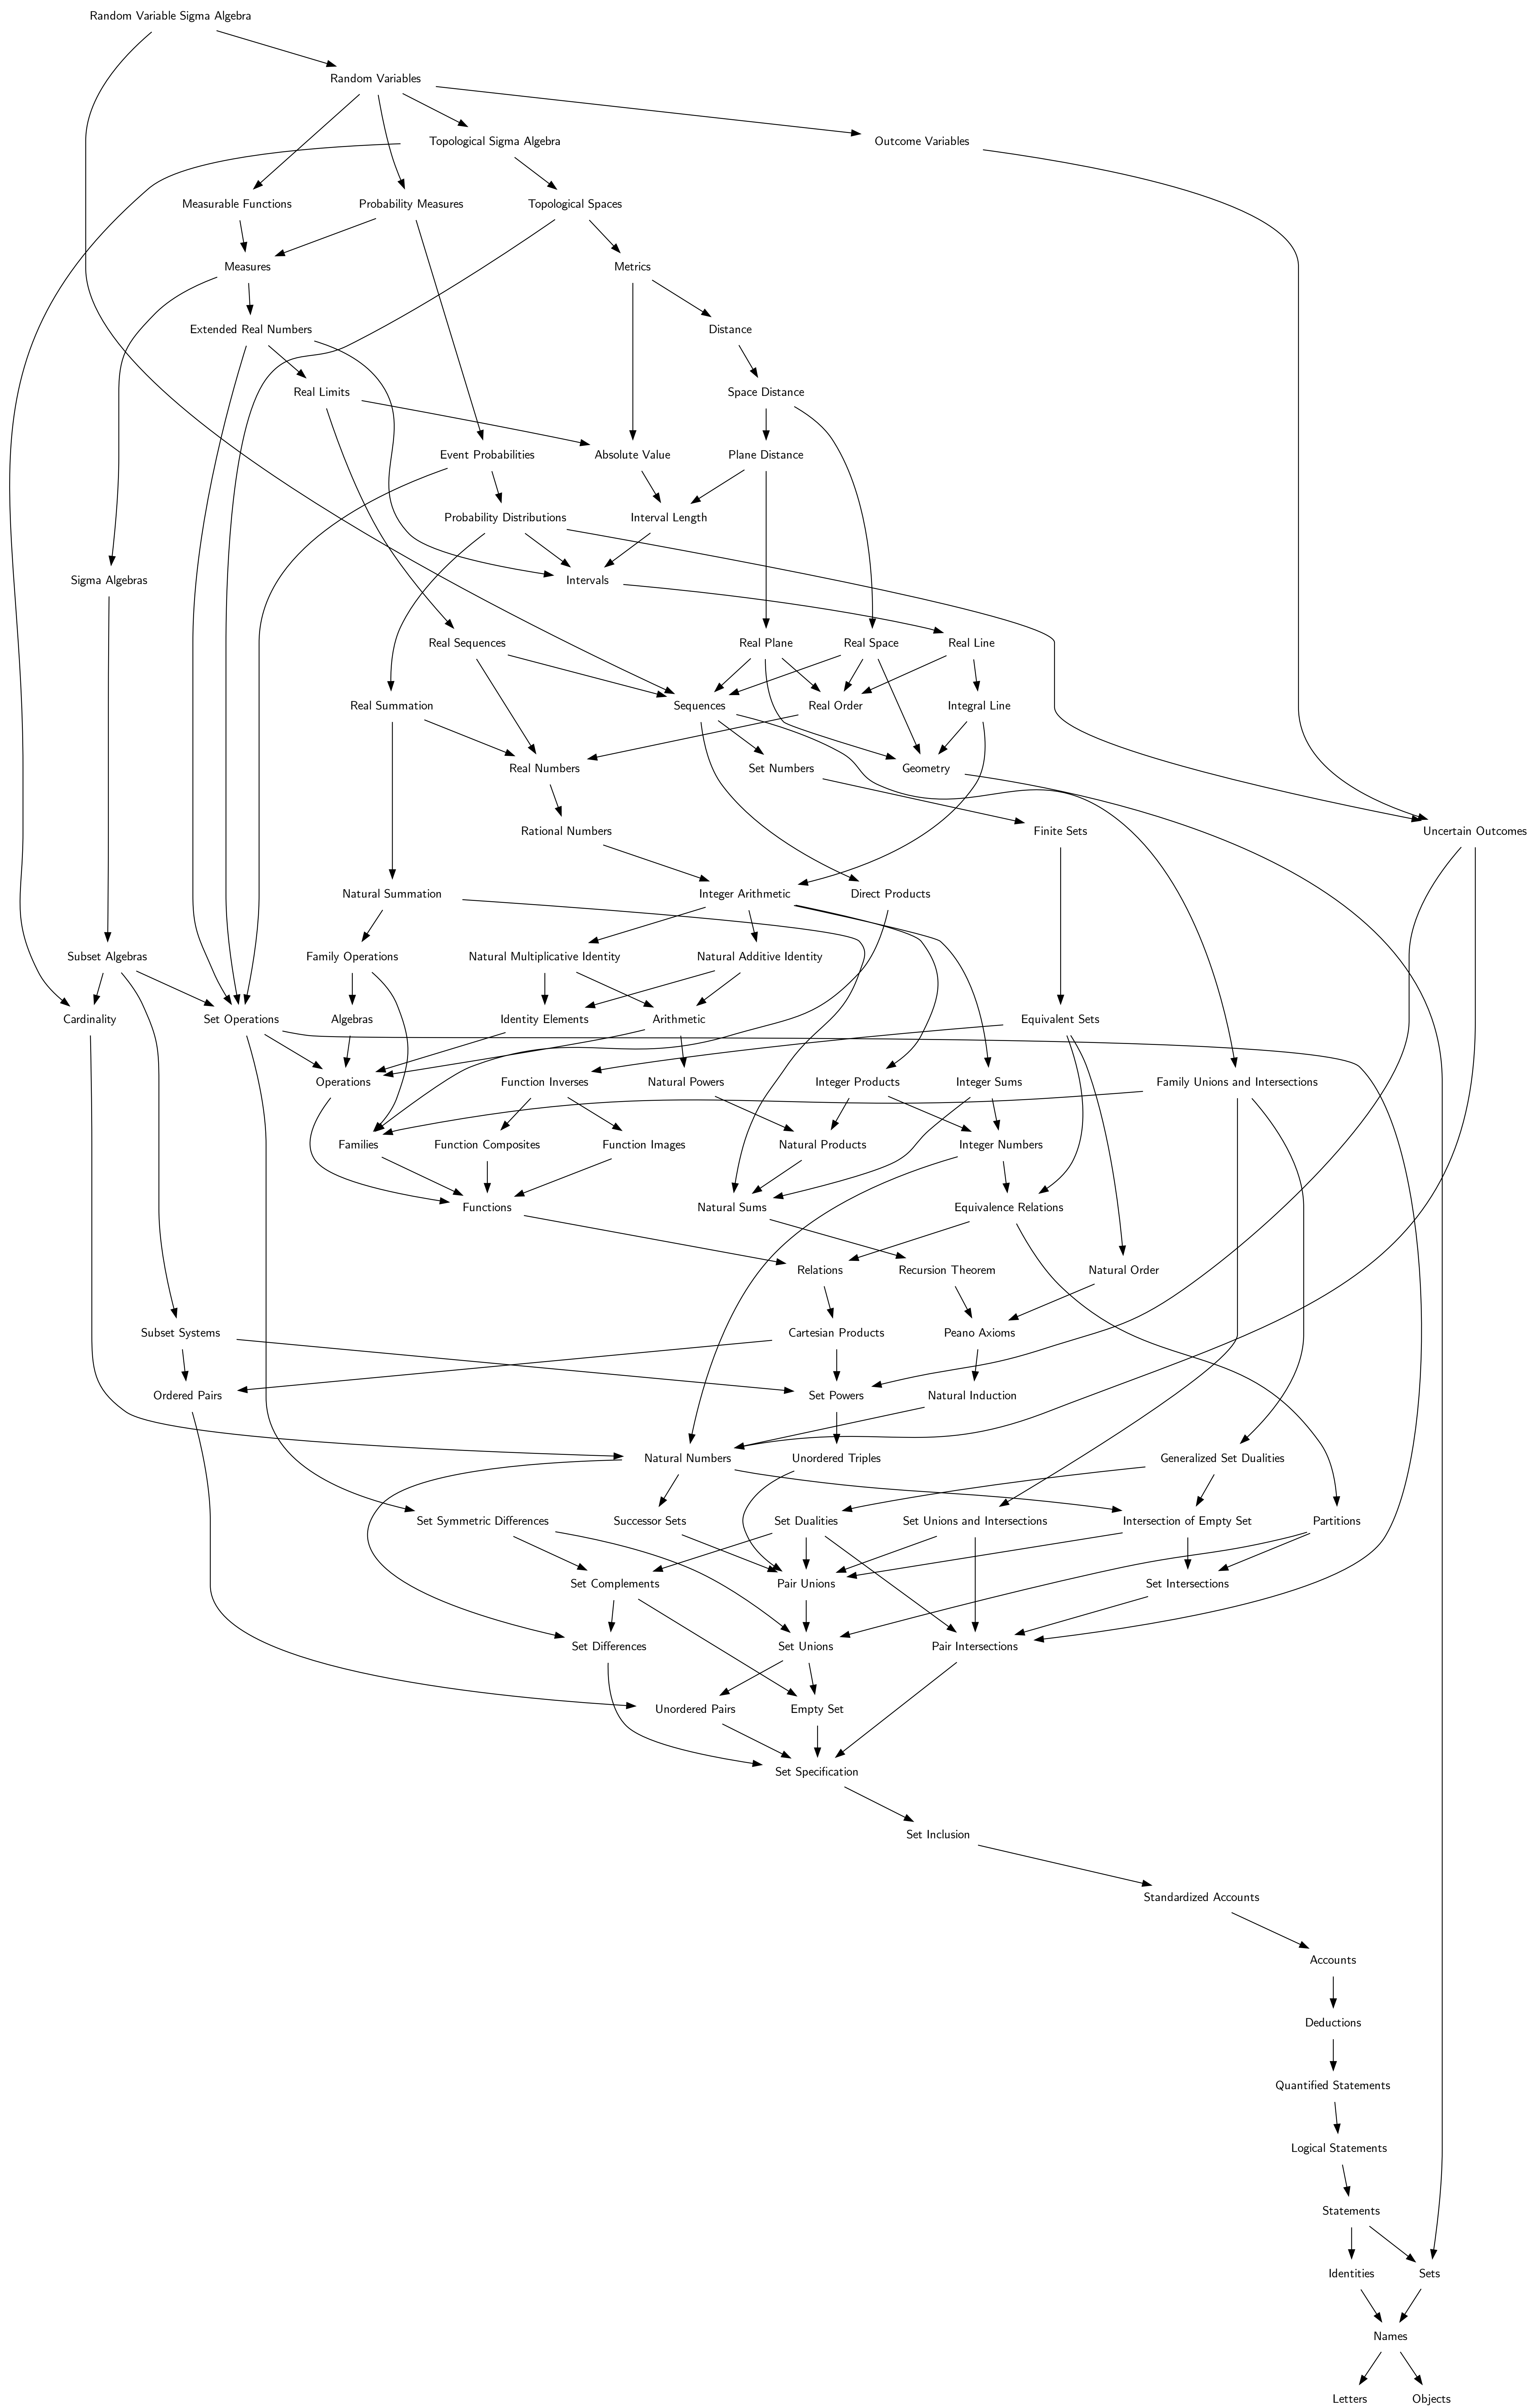 Random Variable Sigma Algebra
Random Variables
Topological Sigma Algebra
Outcome Variables
Measurable Functions
Probability Measures
Topological Spaces
Measures
Metrics
Extended Real Numbers
Distance
Real Limits
Space Distance
Event Probabilities
Absolute Value
Plane Distance
Probability Distributions
Interval Length
Sigma Algebras
Intervals
Real Sequences
Real Plane
Real Space
Real Line
Real Summation
Sequences
Real Order
Integral Line
Real Numbers
Set Numbers
Geometry
Rational Numbers
Finite Sets
Uncertain Outcomes
Natural Summation
Integer Arithmetic
Direct Products
Subset Algebras
Family Operations
Natural Multiplicative Identity
Natural Additive Identity
Cardinality
Set Operations
Algebras
Identity Elements
Arithmetic
Equivalent Sets
Operations
Function Inverses
Natural Powers
Integer Products
Integer Sums
Family Unions and Intersections
Families
Function Composites
Function Images
Natural Products
Integer Numbers
Functions
Natural Sums
Equivalence Relations
Relations
Recursion Theorem
Natural Order
Subset Systems
Cartesian Products
Peano Axioms
Ordered Pairs
Set Powers
Natural Induction
Natural Numbers
Unordered Triples
Generalized Set Dualities
Set Symmetric Differences
Successor Sets
Set Dualities
Set Unions and Intersections
Intersection of Empty Set
Partitions
Set Complements
Pair Unions
Set Intersections
Set Differences
Set Unions
Pair Intersections
Unordered Pairs
Empty Set
Set Specification
Set Inclusion
Standardized Accounts
Accounts
Deductions
Quantified Statements
Logical Statements
Statements
Identities
Sets
Names
Letters
Objects